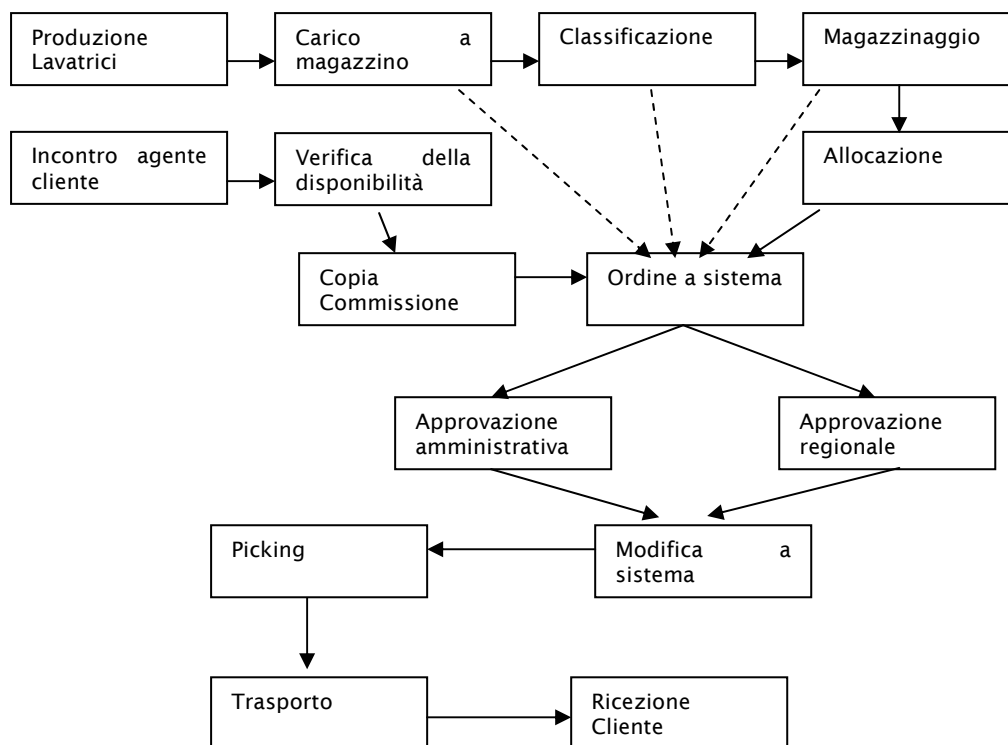 Produzione
Lavatrici
Carico a
magazzino
Classificazione
Magazzinaggio
Incontro agente
cliente
Verifica della
disponibilità
Allocazione
Copia
Commissione
Ordine a sistema
Approvazione
amministrativa
Approvazione
regionale
Picking
Modifica a
sistema
Trasporto
Ricezione
Cliente